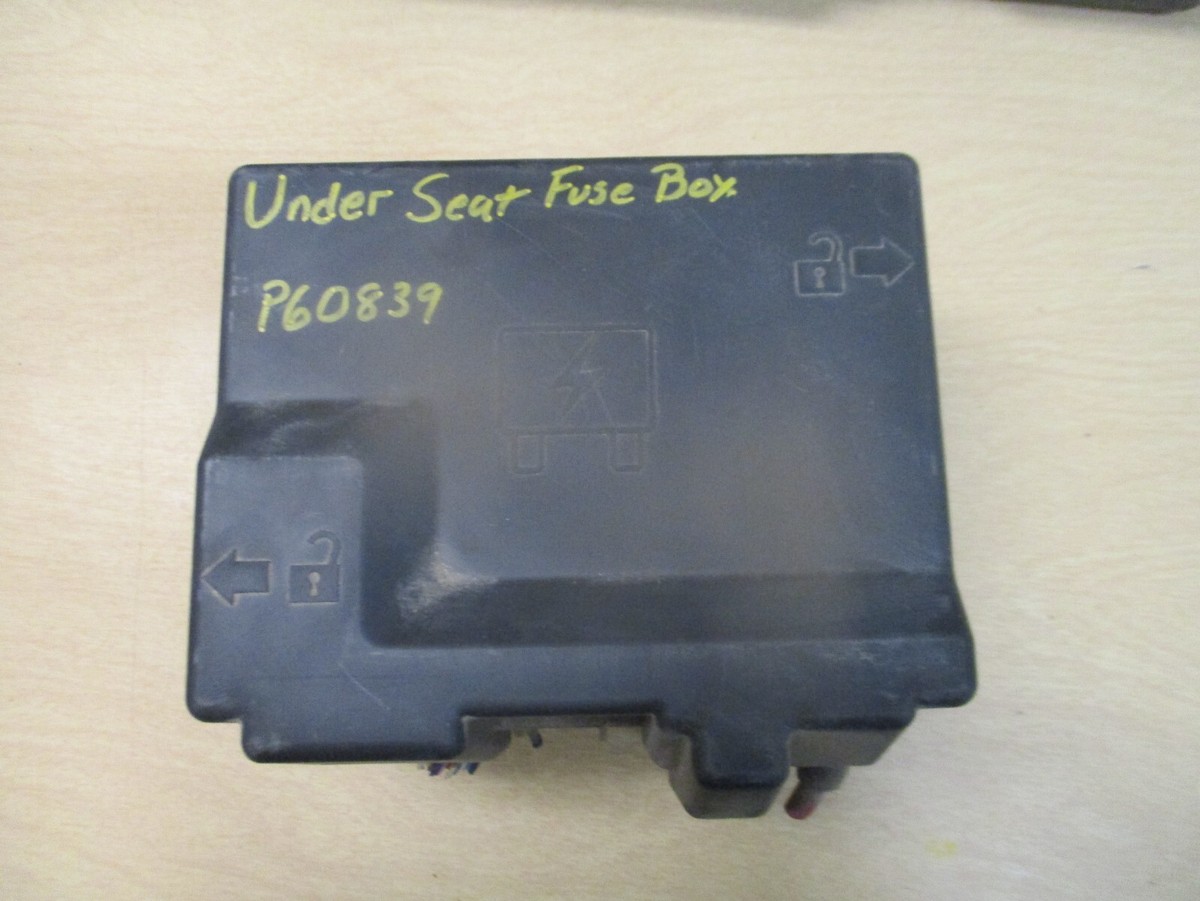 Under Seat Fuse Box.
P60839